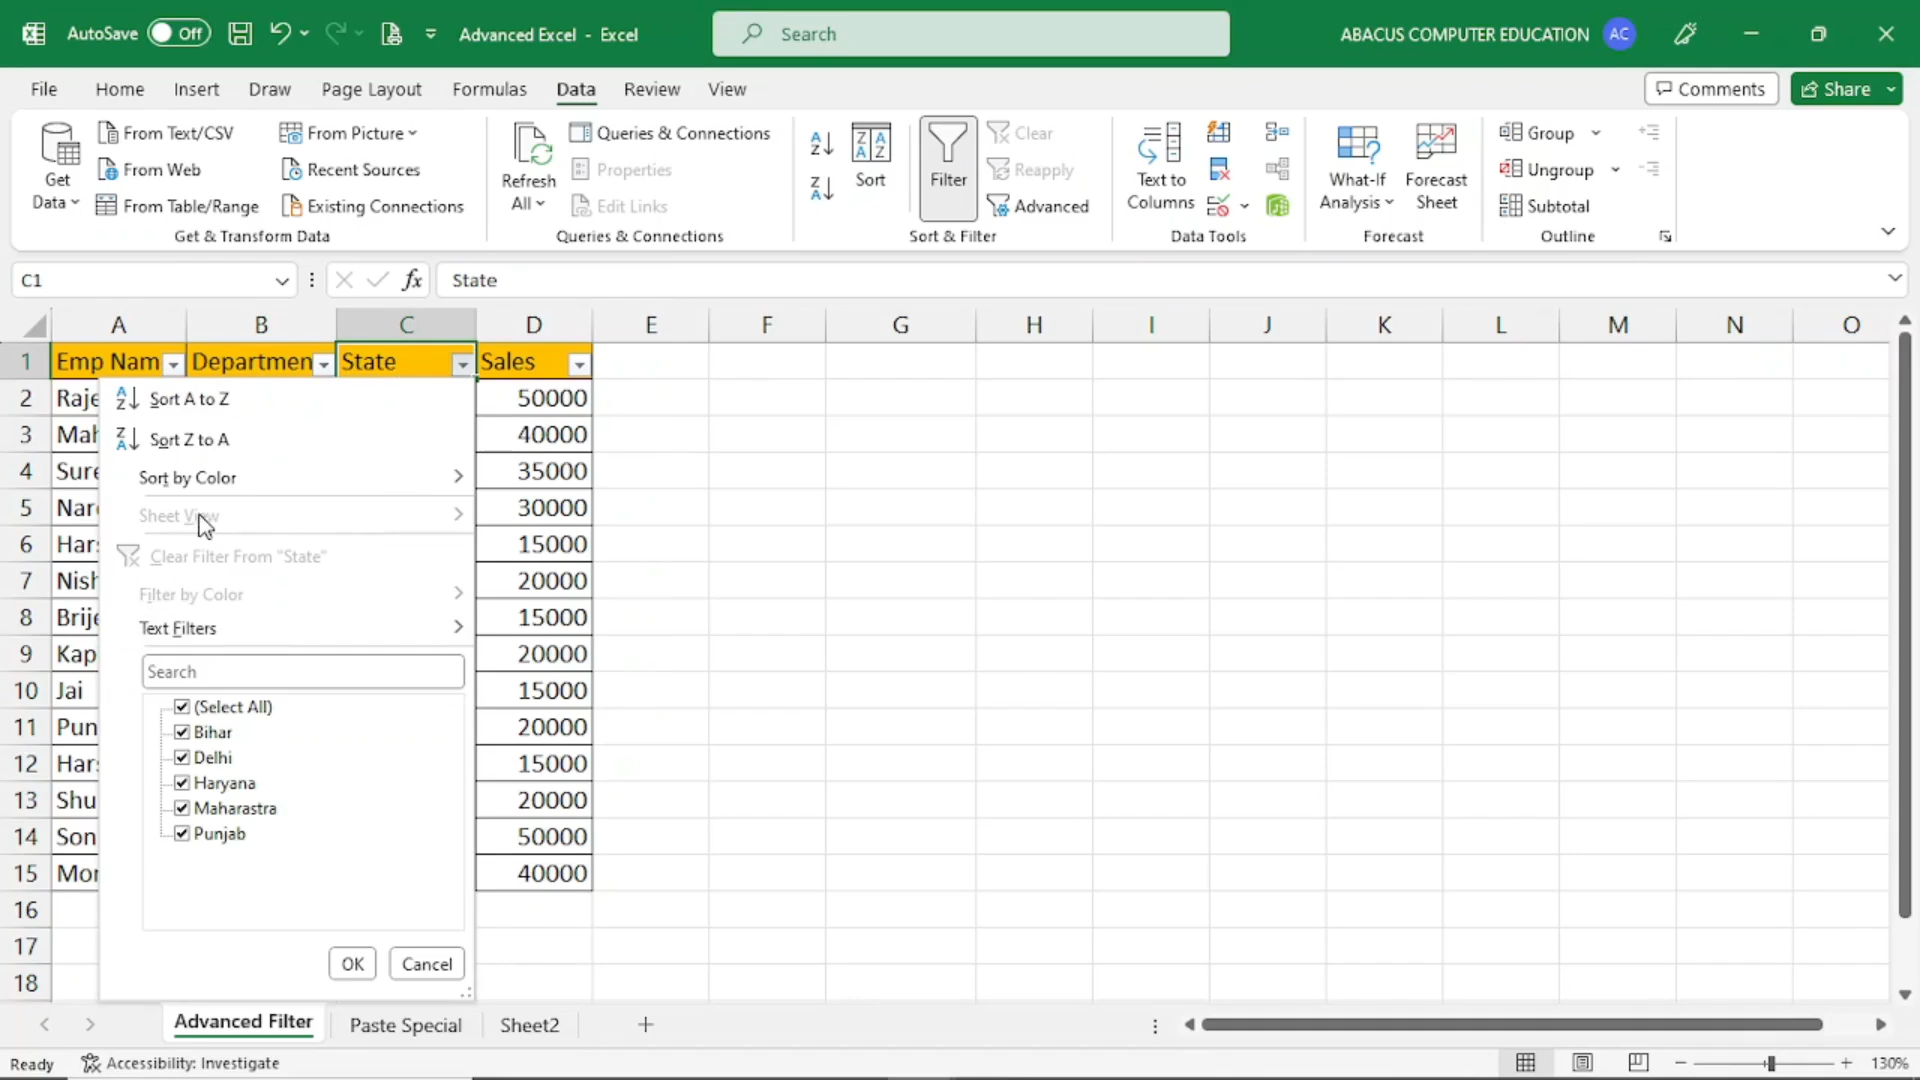 AutoSave Off Advanced Excel - Excel Search ABACUS COMPUTER EDUCATION AC
File Home Insert Draw Page Layout Formulas Data Review View Comments Share
Get Data
From Text/CSV
From Web
From Table/Range
From Picture
Recent Sources
Existing Connections
Get & Transform Data
Refresh All
Queries & Connections
Properties
Edit Links
Queries & Connections
Sort
Filter
Clear
Reapply
Advanced
Sort & Filter
Text to Columns
Data Tools
What-If Analysis
Forecast Sheet
Forecast
Group
Ungroup
Subtotal
Outline
C1 fx State
A B C D E F G H I J K L M N O
1 Emp Nam Departmen State Sales
2 Raje 50000
3 Mah 40000
4 Sure 35000
5 Nar 30000
6 Hars 15000
7 Nish 20000
8 Brije 15000
9 Kap 20000
10 Jai 15000
11 Pun 20000
12 Hars 15000
13 Shu 20000
14 Son 50000
15 Mor 40000
16
17
18
Sort A to Z
Sort Z to A
Sort by Color
Sheet View
Clear Filter From "State"
Filter by Color
Text Filters
Search
(Select All)
Bihar
Delhi
Haryana
Maharastra
Punjab
OK Cancel
Advanced Filter Paste Special Sheet2
Ready Accessibility: Investigate 130%